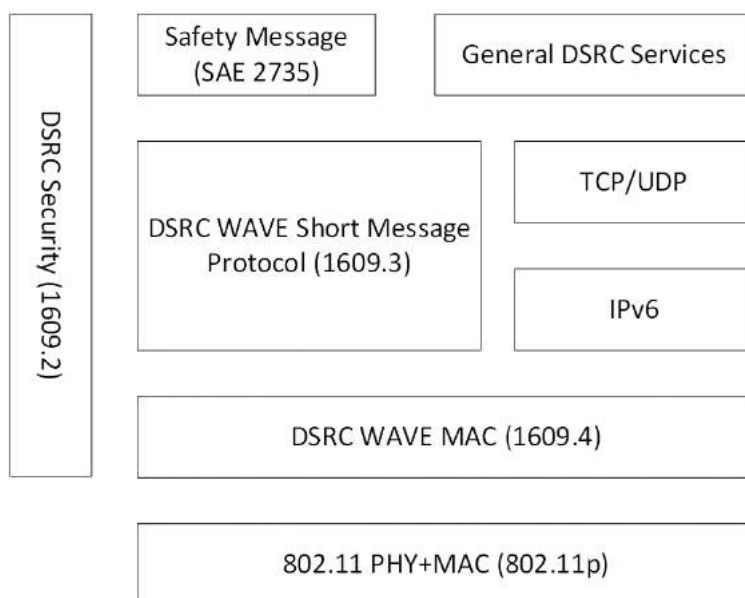 DSRC Security (1609.2)
Safety Message
(SAE 2735)
General DSRC Services
DSRC WAVE Short Message
Protocol (1609.3)
TCP/UDP
IPv6
DSRC WAVE MAC (1609.4)
802.11 PHY+MAC (802.11p)